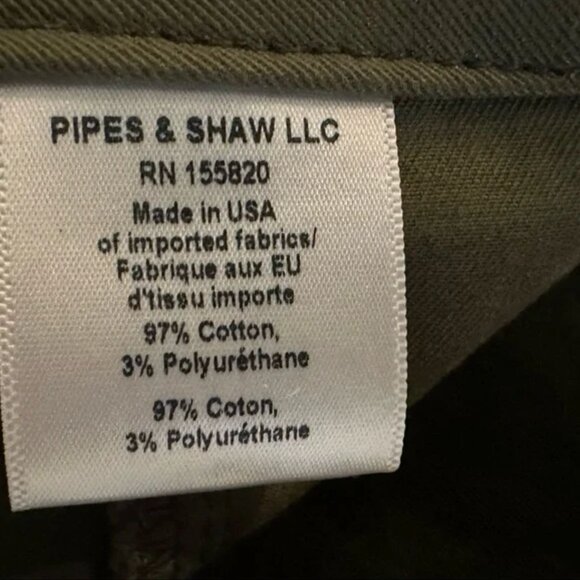 PIPES & SHAW LLC
RN 155820
Made in USA
of imported fabrics/
Fabrique aux EU
d'tissu importe
97% Cotton,
3% Polyuréthane
97% Coton,
3% Polyuréthane